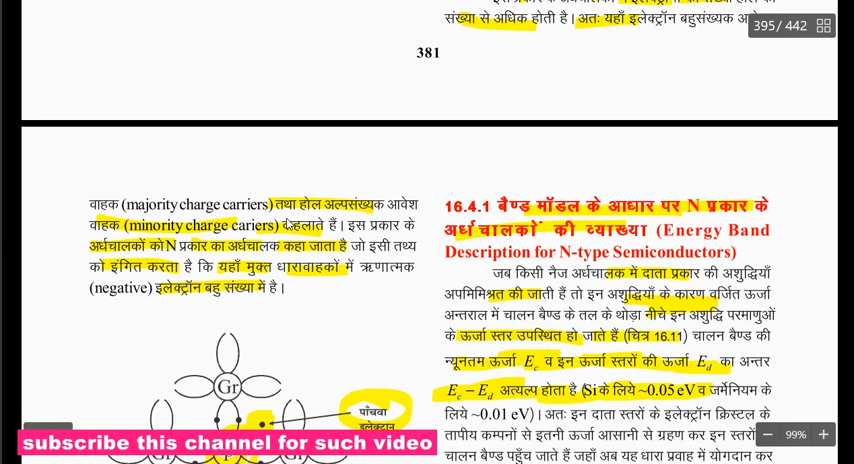 संख्या से अधिक होती है। अतः यहाँ इलेक्ट्रॉन बहुसंख्यक
395/ 442
381
वाहक (majority charge carriers) तथा होल अल्पसंख्यक आवेश
वाहक (minority charge cariers) कहलाते हैं। इस प्रकार के
अर्धचालकों को N प्रकार का अर्धचालक कहा जाता है जो इसी तथ्य
को इंगित करता है कि यहाँ मुक्त धारावाहकों में ऋणात्मक
(negative) इलेक्ट्रॉन बहु संख्या में है।
Gr
पाँचवा
इलेक्ट्रान
16.4.1 बैण्ड मॉडल के आधार पर N प्रकार के
अर्धचालकों की व्याख्या (Energy Band
Description for N-type Semiconductors)
जब किसी नैज अर्धचालक में दाता प्रकार की अशुद्धियाँ
अपमिमिश्रत की जाती हैं तो इन अशुद्धियों के कारण वर्जित ऊर्जा
अन्तराल में चालन बैण्ड के तल के थोड़ा नीचे इन अशुद्धि परमाणुओं
के ऊर्जा स्तर उपस्थित हो जाते हैं (चित्र 16.11) चालन बैण्ड की
न्यूनतम ऊर्जा E_c व इन ऊर्जा स्तरों की ऊर्जा E_d का अन्तर
E_c – E_d अत्यल्प होता है (Si के लिये ~0.05 eV व जर्मेनियम के
लिये ~0.01 eV)। अतः इन दाता स्तरों के इलेक्ट्रॉन क्रिस्टल के
तापीय कम्पनों से इतनी ऊर्जा आसानी से ग्रहण कर इन स्तरों
चालन बैण्ड पहुँच जाते हैं जहाँ अब यह धारा प्रवाह में योगदान कर
99%
subscribe this channel for such video